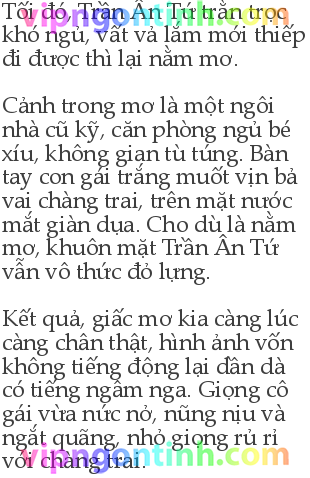 Tối đó, Trần Ân Tứ trằn trọc
khó ngủ, vất vả lắm mới thiếp
đi được thì lại nằm mơ.
Cảnh trong mơ là một ngôi
nhà cũ kỹ, căn phòng ngủ bé
xíu, không gian tù túng. Bàn
tay con gái trắng muốt vịn bả
vai chàng trai, trên mặt nước
mắt giàn dụa. Cho dù là nằm
mơ, khuôn mặt Trần Ân Tứ
vẫn vô thức đỏ lựng.
Kết quả, giấc mơ kia càng lúc
càng chân thật, hình ảnh vốn
không tiếng động lại dần dà
có tiếng ngâm nga. Giọng cô
gái vừa nức nở, nũng nịu và
ngắt quãng, nhỏ giọng rủ rỉ
với chàng trai.
vipngontinh.com
vipngontinh.com